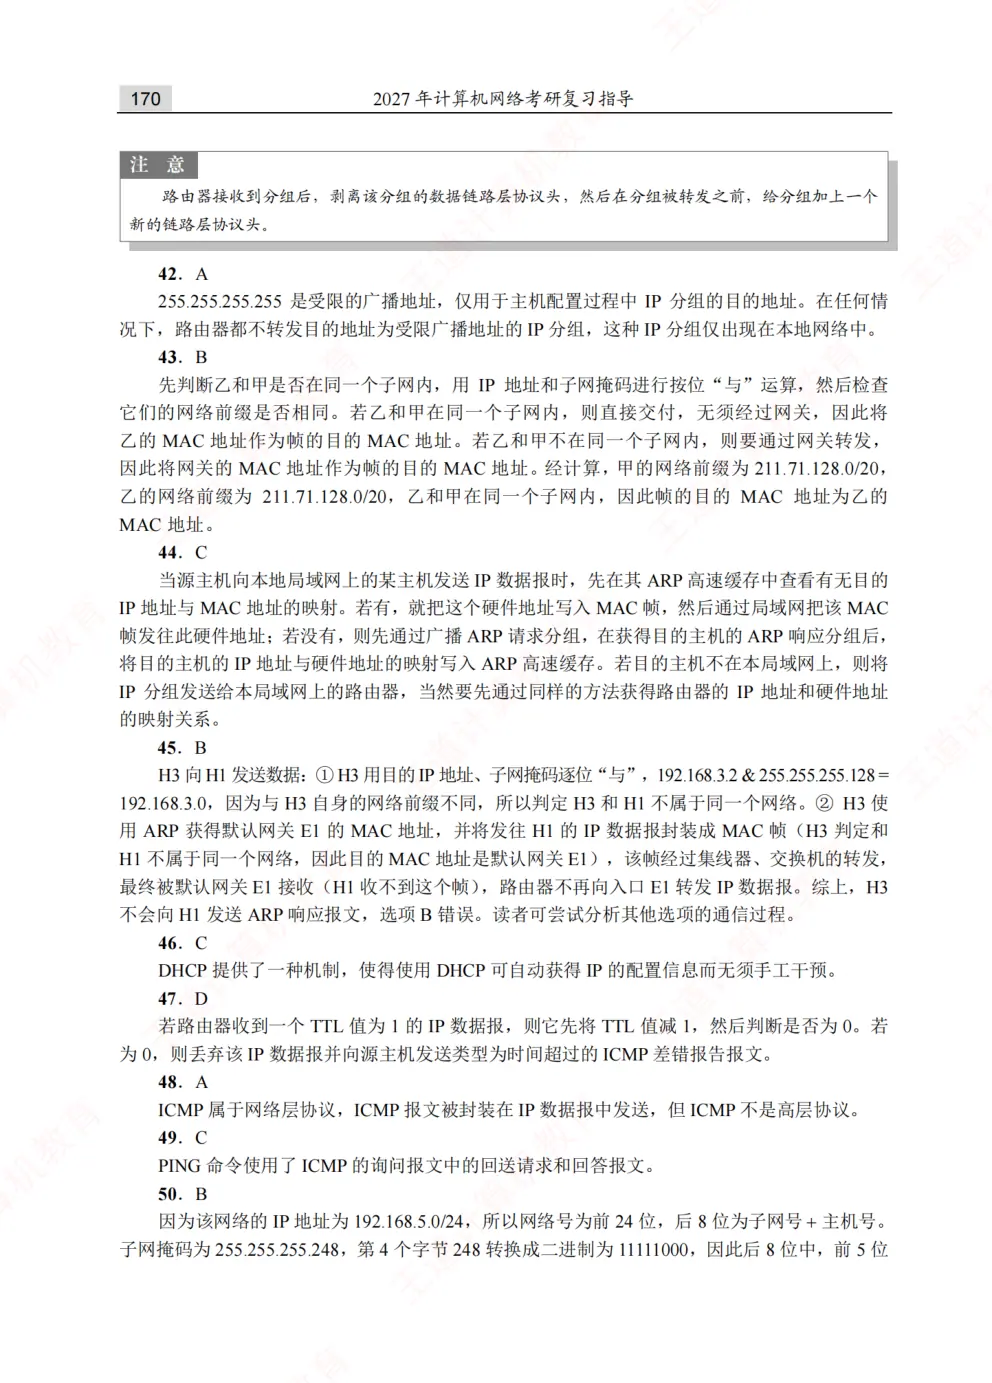 170
2027 年计算机网络考研复习指导
注 意
路由器接收到分组后，剥离该分组的数据链路层协议头，然后在分组被转发之前，给分组加上一个
新的链路层协议头。
42．A
255.255.255.255 是受限的广播地址，仅用于主机配置过程中 IP 分组的目的地址。在任何情
况下，路由器都不转发目的地址为受限广播地址的 IP 分组，这种 IP 分组仅出现在本地网络中。
43．B
先判断乙和甲是否在同一个子网内，用 IP 地址和子网掩码进行按位“与”运算，然后检查
它们的网络前缀是否相同。若乙和甲在同一个子网内，则直接交付，无须经过网关，因此将
乙的 MAC 地址作为帧的目的 MAC 地址。若乙和甲不在同一个子网内，则要通过网关转发，
因此将网关的 MAC 地址作为帧的目的 MAC 地址。经计算，甲的网络前缀为 211.71.128.0/20，
乙的网络前缀为 211.71.128.0/20，乙和甲在同一个子网内，因此帧的目的 MAC 地址为乙的
MAC 地址。
44．C
当源主机向本地局域网上的某主机发送 IP 数据报时，先在其 ARP 高速缓存中查看有无目的
IP 地址与 MAC 地址的映射。若有，就把这个硬件地址写入 MAC 帧，然后通过局域网把该 MAC
帧发往此硬件地址；若没有，则先通过广播 ARP 请求分组，在获得目的主机的 ARP 响应分组后，
将目的主机的 IP 地址与硬件地址的映射写入 ARP 高速缓存。若目的主机不在本局域网上，则将
IP 分组发送给本局域网上的路由器，当然要先通过同样的方法获得路由器的 IP 地址和硬件地址
的映射关系。
45．B
H3 向 H1 发送数据：① H3 用目的 IP 地址、子网掩码逐位“与”，192.168.3.2 & 255.255.255.128 =
192.168.3.0，因为与 H3 自身的网络前缀不同，所以判定 H3 和 H1 不属于同一个网络。② H3 使
用 ARP 获得默认网关 E1 的 MAC 地址，并将发往 H1 的 IP 数据报封装成 MAC 帧（H3 判定和
H1 不属于同一个网络，因此目的 MAC 地址是默认网关 E1），该帧经过集线器、交换机的转发，
最终被默认网关 E1 接收（H1 收不到这个帧），路由器不再向入口 E1 转发 IP 数据报。综上，H3
不会向 H1 发送 ARP 响应报文，选项 B 错误。读者可尝试分析其他选项的通信过程。
46．C
DHCP 提供了一种机制，使得使用 DHCP 可自动获得 IP 的配置信息而无须手工干预。
47．D
若路由器收到一个 TTL 值为 1 的 IP 数据报，则它先将 TTL 值减 1，然后判断是否为 0。若
为 0，则丢弃该 IP 数据报并向源主机发送类型为时间超过的 ICMP 差错报告报文。
48．A
ICMP 属于网络层协议，ICMP 报文被封装在 IP 数据报中发送，但 ICMP 不是高层协议。
49．C
PING 命令使用了 ICMP 的询问报文中的回送请求和回答报文。
50．B
因为该网络的 IP 地址为 192.168.5.0/24，所以网络号为前 24 位，后 8 位为子网号 + 主机号。
子网掩码为 255.255.255.248，第 4 个字节 248 转换成二进制为 11111000，因此后 8 位中，前 5 位